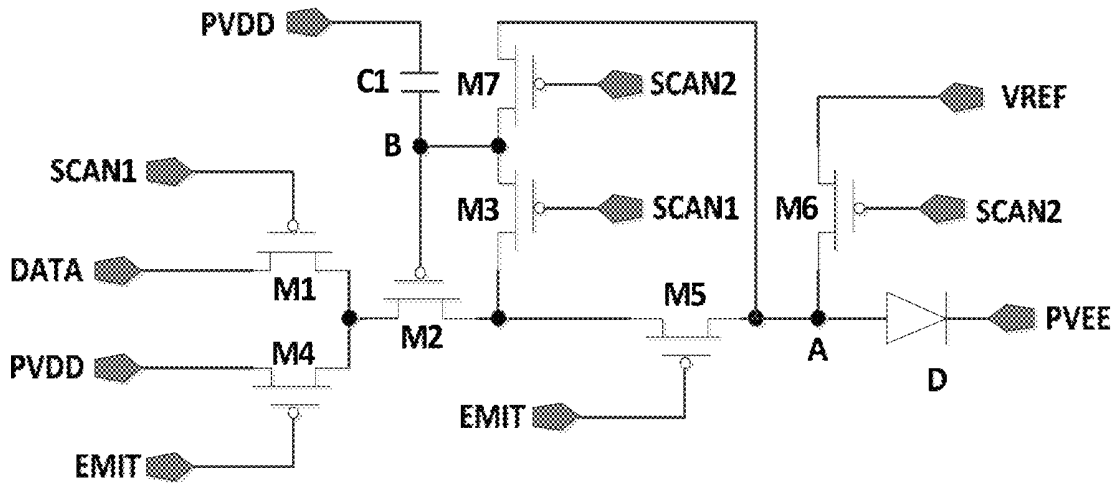 PVDD
C1
M7
SCAN2
VREF
B
SCAN1
M3
SCAN1
M6
SCAN2
DATA
M1
M5
M2
PVEE
PVDD
M4
A
D
EMIT
EMIT